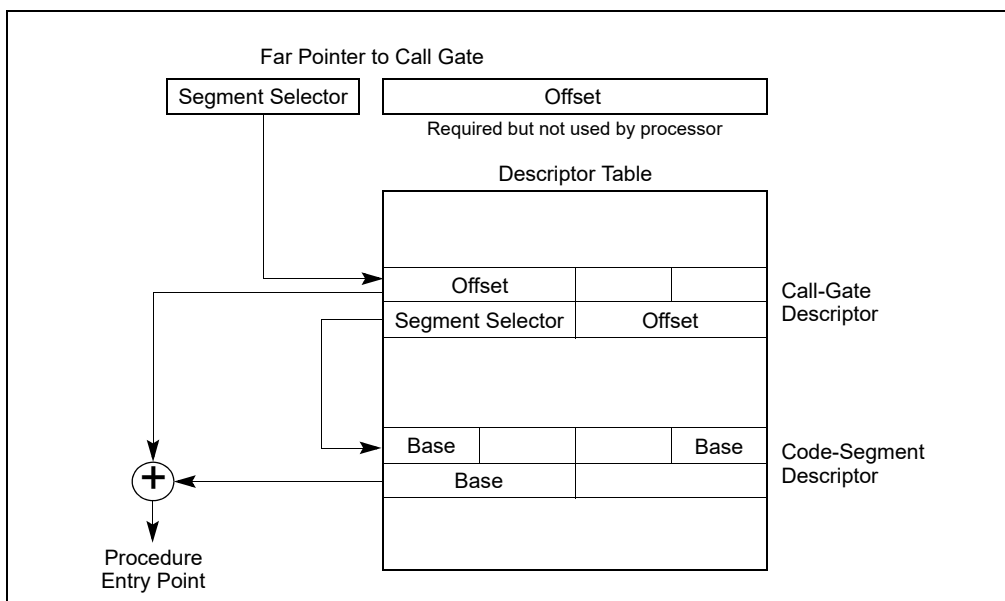 Far Pointer to Call Gate
Segment Selector
Offset
Required but not used by processor
Descriptor Table
Offset
Call-Gate
Descriptor
Segment Selector
Offset
Base
Base
Code-Segment
Descriptor
Base
+
Procedure
Entry Point